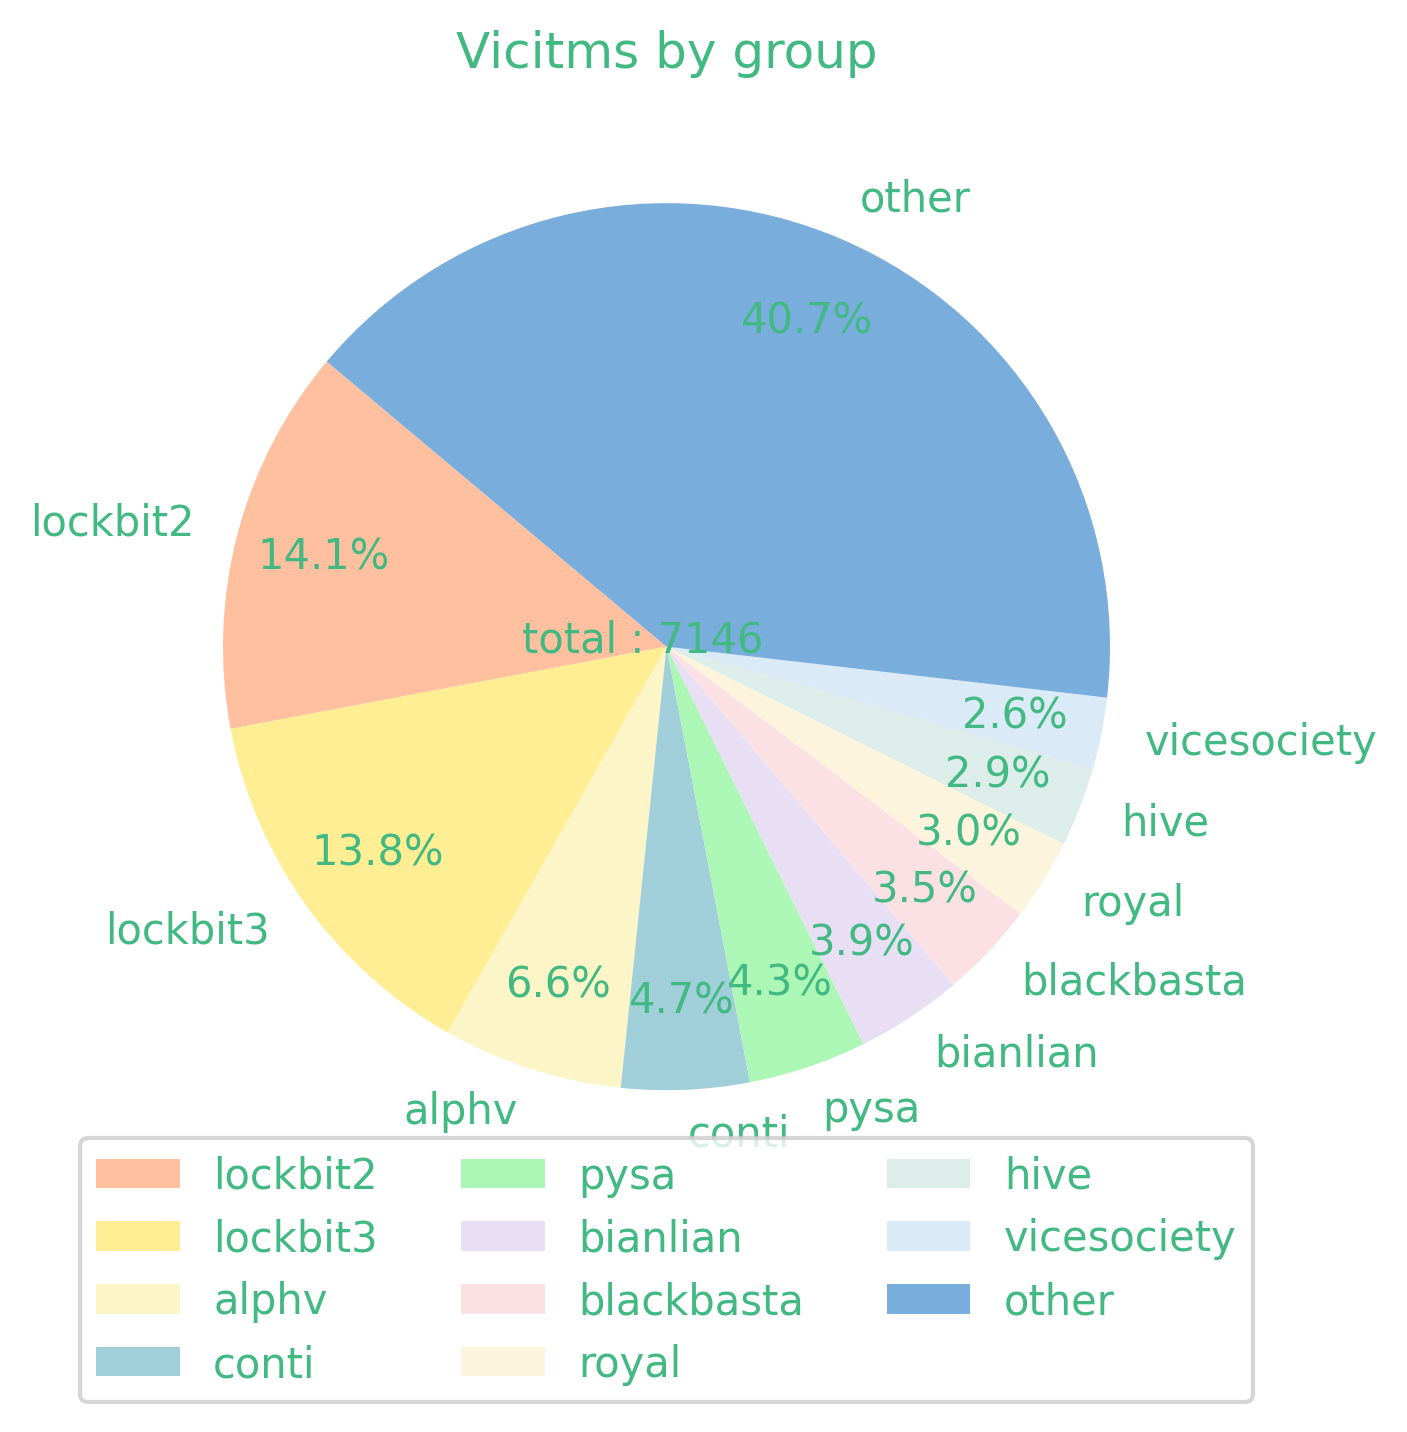 Vicitms by group
other
40.7%
lockbit2
14.1%
total : 7146
2.6%
vicesociety
2.9%
hive
3.0%
royal
3.5%
blackbasta
3.9%
bianlian
4.3%
pysa
4.7%
conti
6.6%
alphv
13.8%
lockbit3
lockbit2
lockbit3
alphv
conti
pysa
bianlian
blackbasta
royal
hive
vicesociety
other